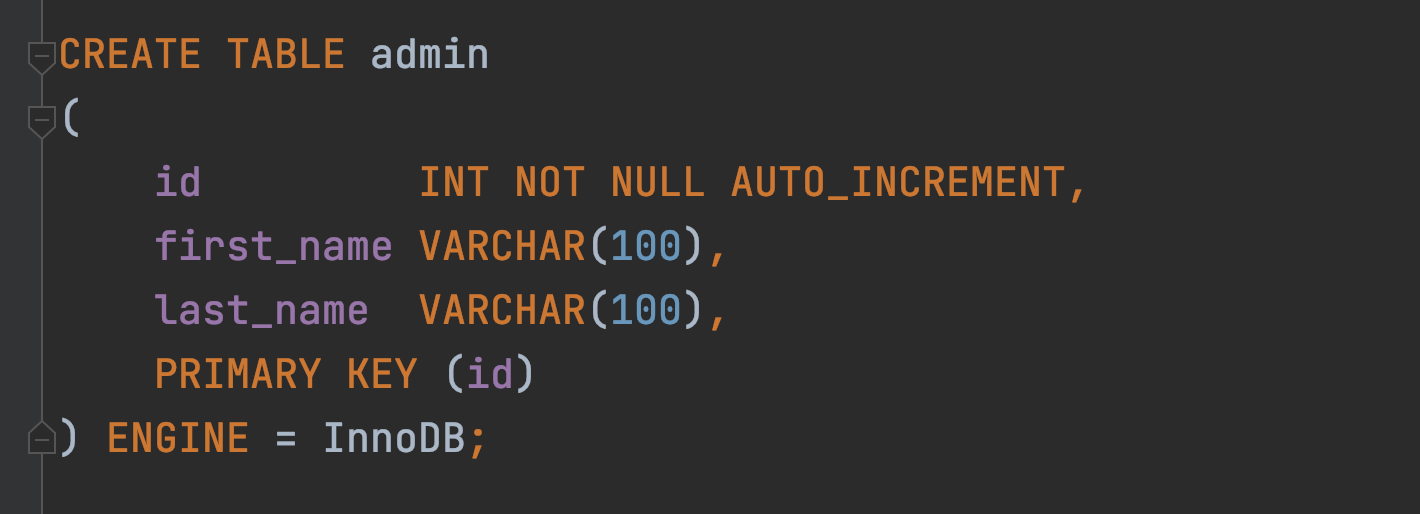 CREATE TABLE admin
(
    id         INT NOT NULL AUTO_INCREMENT,
    first_name VARCHAR(100),
    last_name  VARCHAR(100),
    PRIMARY KEY (id)
) ENGINE = InnoDB;